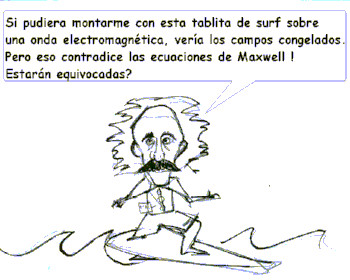 Si pudiera montarme con esta tablita de surf sobre
una onda electromagnética, vería los campos congelados.
Pero eso contradice las ecuaciones de Maxwell !
Estarán equivocadas?